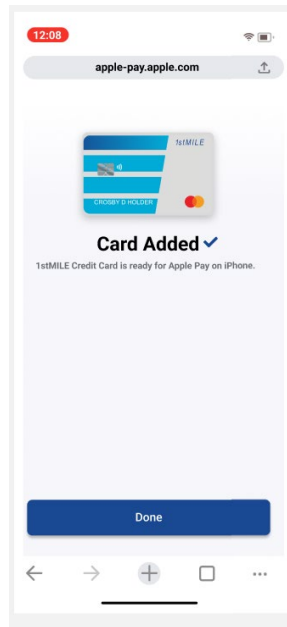 12:08
apple-pay.apple.com
1stMILE
CROSBY D HOLDER
Card Added
1stMILE Credit Card is ready for Apple Pay on iPhone.
Done